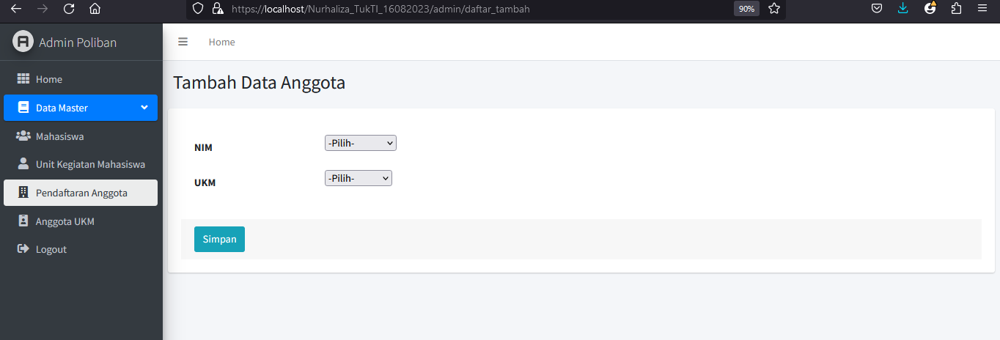 https://localhost/Nurhaliza_TukTI_16082023/admin/daftar_tambah 90%
Admin Poliban
Home
Home
Data Master
Mahasiswa
Unit Kegiatan Mahasiswa
Pendaftaran Anggota
Anggota UKM
Logout
Tambah Data Anggota
NIM -Pilih-
UKM -Pilih-
Simpan